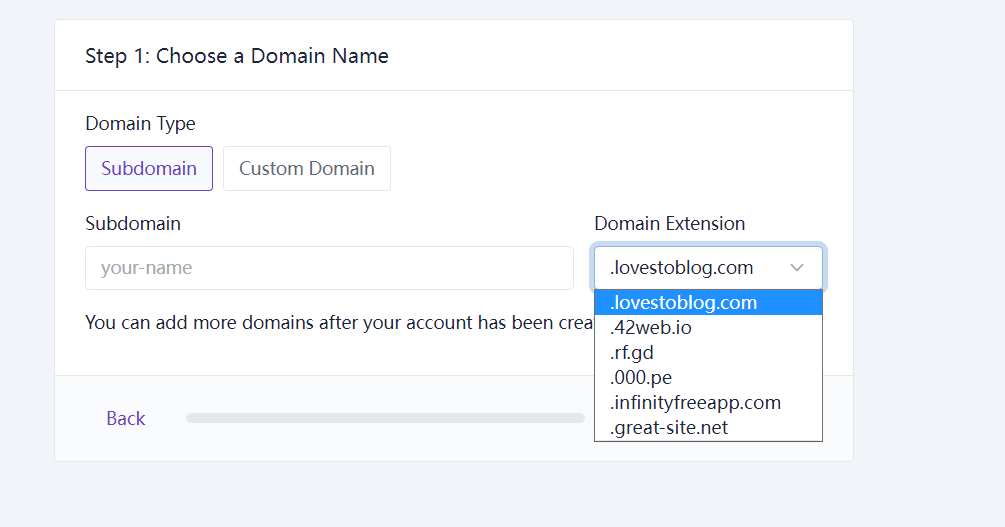 Step 1: Choose a Domain Name
Domain Type
Subdomain Custom Domain
Subdomain Domain Extension
your-name .lovestoblog.com
.lovestoblog.com
You can add more domains after your account has been crea
.42web.io
.rf.gd
.000.pe
.infinityfreeapp.com
.great-site.net
Back